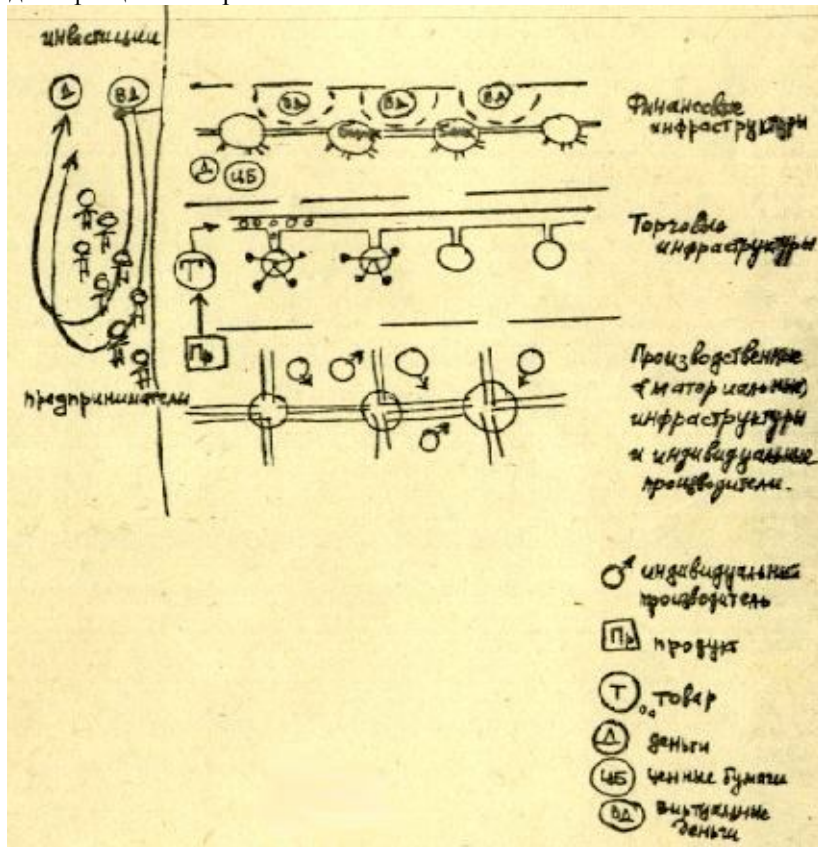 инвестиции
Д
ВД
ВД
ВД
ВД
Финансовые
инфраструктуры
Банк
Д
ЦБ
Торговые
инфраструктуры
Т
Пр
предприниматели
Производственные
(материальные)
инфраструктуры
и индивидуальные
производители.
индивидуальный
производитель
Пр продукт
Т товар
Д деньги
ЦБ ценные бумаги
ВД виртуальные
деньги